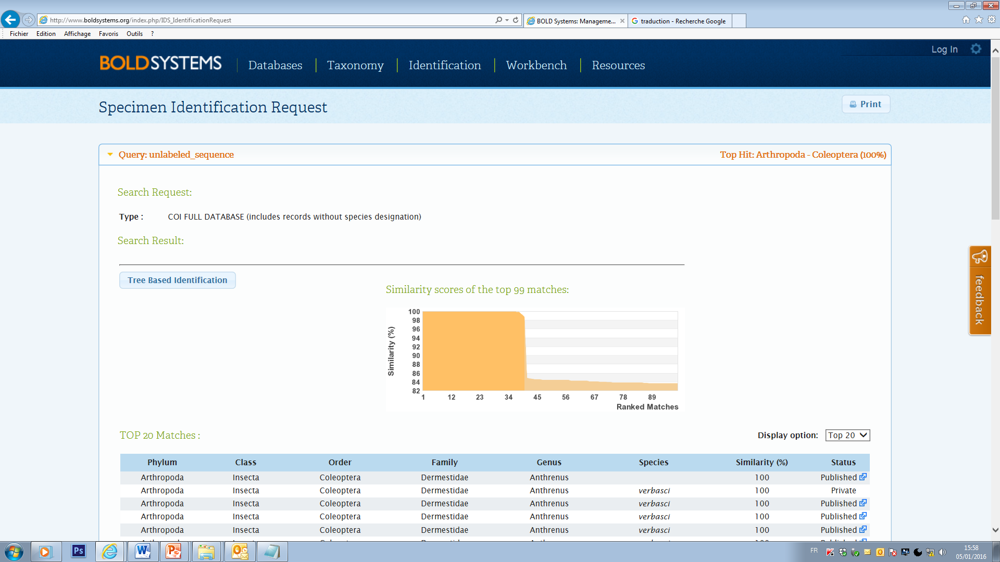 http://www.boldsystems.org/index.php/IDS_IdentificationRequest
BOLD Systems: Manageme...
traduction - Recherche Google
Fichier Edition Affichage Favoris Outils ?
Log In
BOLDSYSTEMS Databases Taxonomy Identification Workbench Resources
Specimen Identification Request
Print
Query: unlabeled_sequence Top Hit: Arthropoda - Coleoptera (100%)
Search Request:
Type : COI FULL DATABASE (includes records without species designation)
Search Result:
Tree Based Identification
feedback
Similarity scores of the top 99 matches:
Similarity (%)
100
98
96
94
92
90
88
86
84
82
1 12 23 34 45 56 67 78 89
Ranked Matches
TOP 20 Matches :
Display option: Top 20
Phylum Class Order Family Genus Species Similarity (%) Status
Arthropoda Insecta Coleoptera Dermestidae Anthrenus 100 Published
Arthropoda Insecta Coleoptera Dermestidae Anthrenus verbasci 100 Private
Arthropoda Insecta Coleoptera Dermestidae Anthrenus verbasci 100 Published
Arthropoda Insecta Coleoptera Dermestidae Anthrenus verbasci 100 Published
Arthropoda Insecta Coleoptera Dermestidae Anthrenus verbasci 100 Published
Ps
FR
15:58
05/01/2016